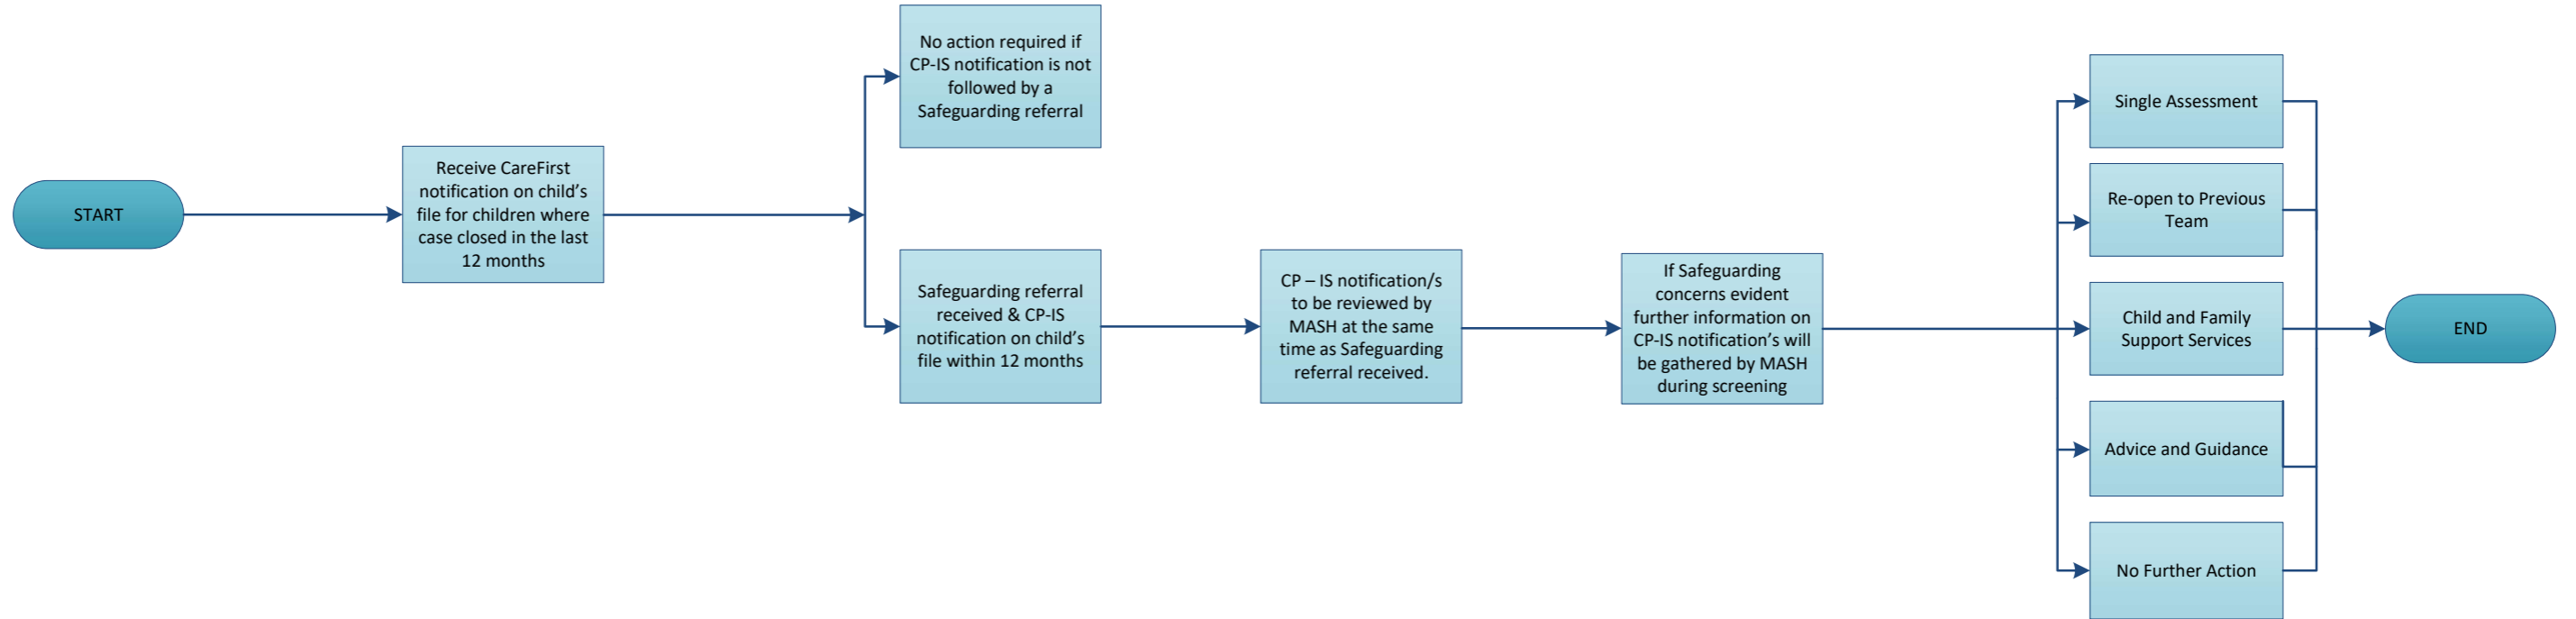 START
Receive CareFirst
notification on child’s
file for children where
case closed in the last
12 months
No action required if
CP-IS notification is not
followed by a
Safeguarding referral
Safeguarding referral
received & CP-IS
notification on child’s
file within 12 months
CP – IS notification/s
to be reviewed by
MASH at the same
time as Safeguarding
referral received.
If Safeguarding
concerns evident
further information on
CP-IS notification’s will
be gathered by MASH
during screening
Single Assessment
Re-open to Previous
Team
Child and Family
Support Services
Advice and Guidance
No Further Action
END